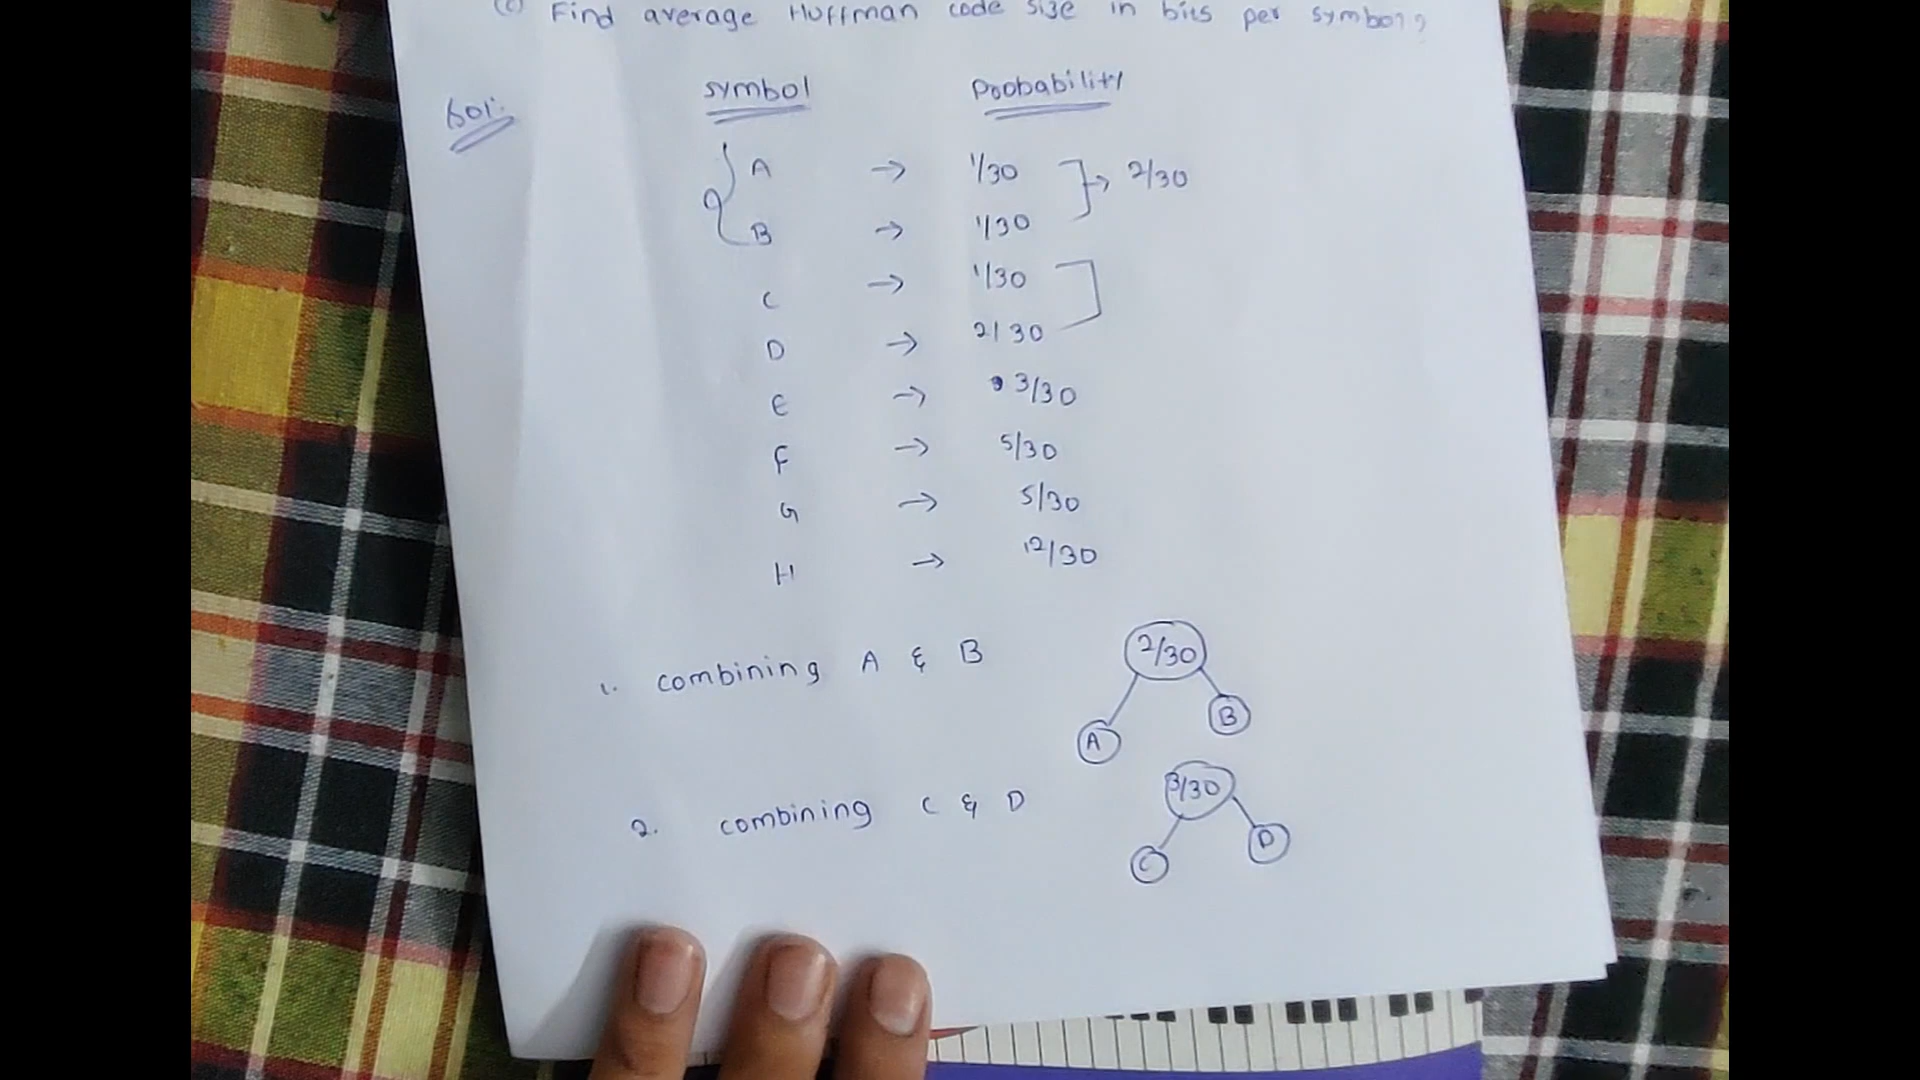 (c) Find average Huffman code size in bits per symbol?
Sol:
Symbol Probability
A → 1/30 → 2/30
B → 1/30
C → 1/30
D → 2/30
E → 3/30
F → 5/30
G → 5/30
H → 12/30
1. combining A & B 2/30
A B
2. combining C & D 3/30
C D